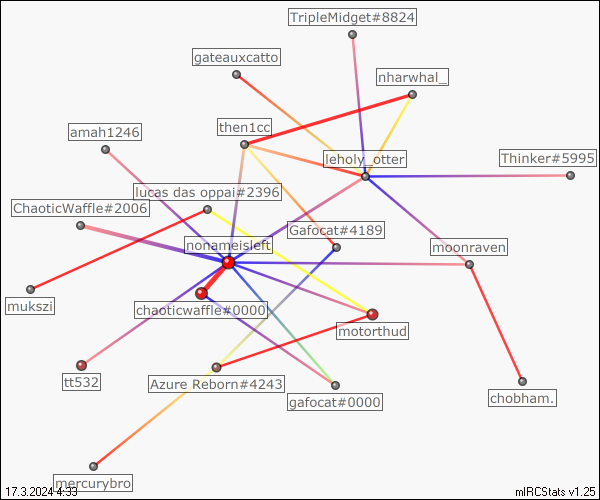 TripleMidget#8824
gateauxcatto
nharwhal_
then1cc
amah1246
leholy_otter
Thinker#5995
lucas das oppai#2396
ChaoticWaffle#2006
Gafocat#4189
nonameisleft
moonraven
mukszi
chaoticwaffle#0000
motorthud
tt532
Azure Reborn#4243
gafocat#0000
chobham.
mercurybro
17.3.2024 4:33
mIRCStats v1.25